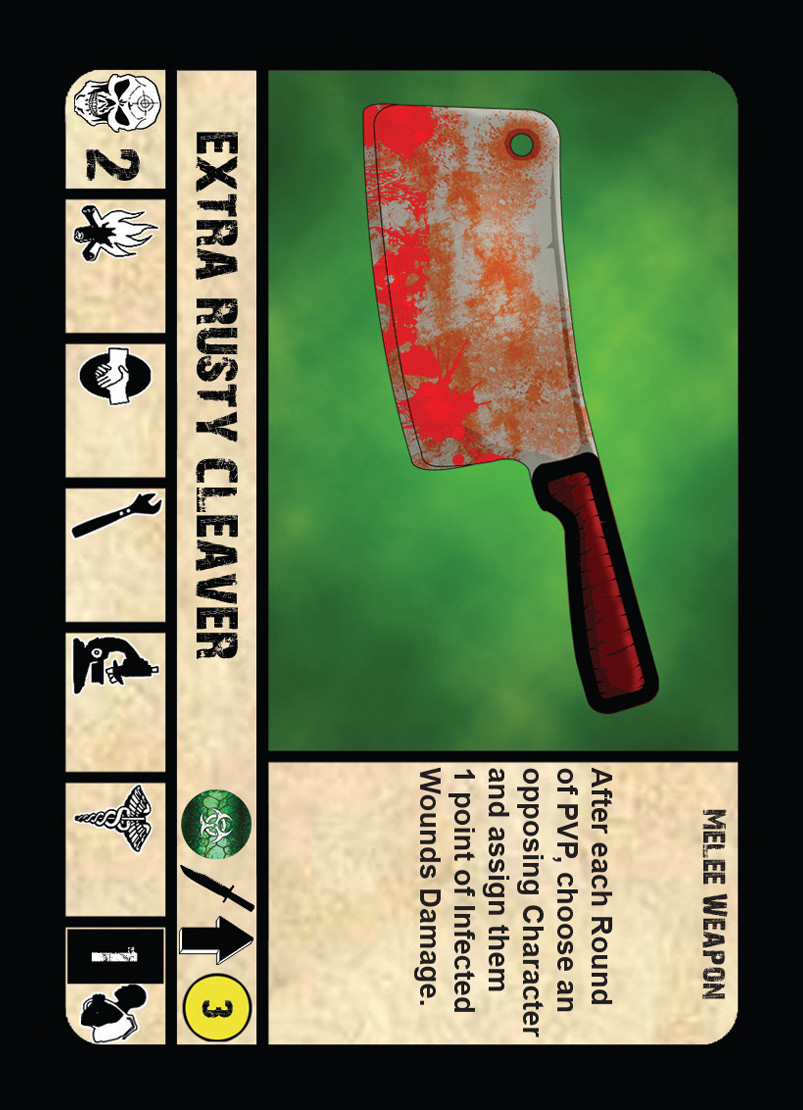 MELEE WEAPON
After each Round
of PVP, choose an
opposing Character
and assign them
1 point of Infected
Wounds Damage.
EXTRA RUSTY CLEAVER
3
2
1